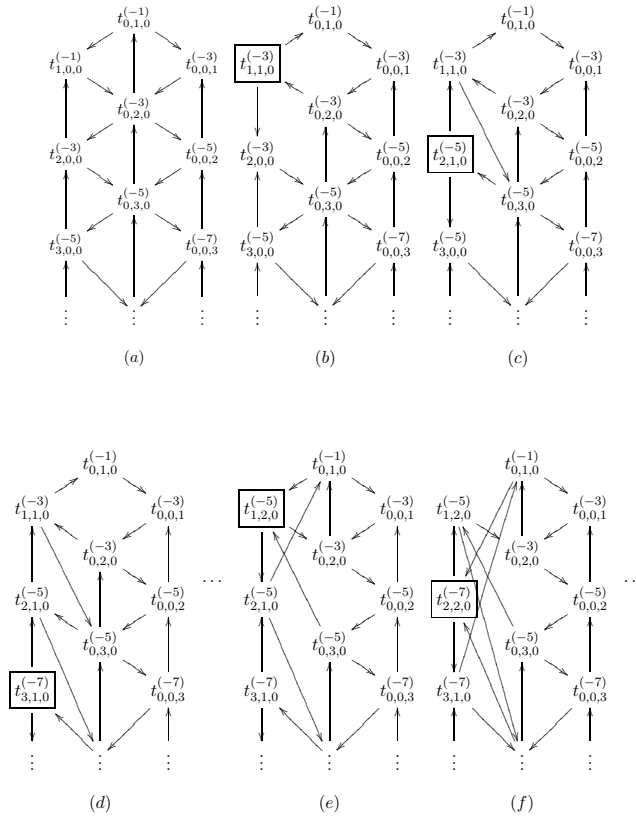 t_{0,1,0}^{(-1)} t_{0,1,0}^{(-1)} t_{0,1,0}^{(-1)}
t_{1,0,0}^{(-1)} t_{0,0,1}^{(-3)} t_{1,1,0}^{(-3)} t_{0,0,1}^{(-3)} t_{1,1,0}^{(-3)} t_{0,0,1}^{(-3)}
t_{0,2,0}^{(-3)} t_{0,2,0}^{(-3)} t_{0,2,0}^{(-3)}
t_{2,0,0}^{(-3)} t_{0,0,2}^{(-5)} t_{2,0,0}^{(-3)} t_{0,0,2}^{(-5)} t_{2,1,0}^{(-5)} t_{0,0,2}^{(-5)}
t_{0,3,0}^{(-5)} t_{0,3,0}^{(-5)} t_{0,3,0}^{(-5)}
t_{3,0,0}^{(-5)} t_{0,0,3}^{(-7)} t_{3,0,0}^{(-5)} t_{0,0,3}^{(-7)} t_{3,0,0}^{(-5)} t_{0,0,3}^{(-7)}
⋮ ⋮ ⋮ ⋮ ⋮ ⋮ ⋮ ⋮ ⋮
(a) (b) (c)
t_{0,1,0}^{(-1)} t_{0,1,0}^{(-1)} t_{0,1,0}^{(-1)}
t_{1,1,0}^{(-3)} t_{0,0,1}^{(-3)} t_{1,2,0}^{(-5)} t_{0,0,1}^{(-3)} t_{1,2,0}^{(-5)} t_{0,0,1}^{(-3)}
t_{0,2,0}^{(-3)} t_{0,2,0}^{(-3)} t_{0,2,0}^{(-3)}
⋯ ⋯
t_{2,1,0}^{(-5)} t_{0,0,2}^{(-5)} t_{2,1,0}^{(-5)} t_{0,0,2}^{(-5)} t_{2,2,0}^{(-7)} t_{0,0,2}^{(-5)}
t_{0,3,0}^{(-5)} t_{0,3,0}^{(-5)} t_{0,3,0}^{(-5)}
t_{3,1,0}^{(-7)} t_{0,0,3}^{(-7)} t_{3,1,0}^{(-7)} t_{0,0,3}^{(-7)} t_{3,1,0}^{(-7)} t_{0,0,3}^{(-7)}
⋮ ⋮ ⋮ ⋮ ⋮ ⋮ ⋮ ⋮ ⋮
(d) (e) (f)